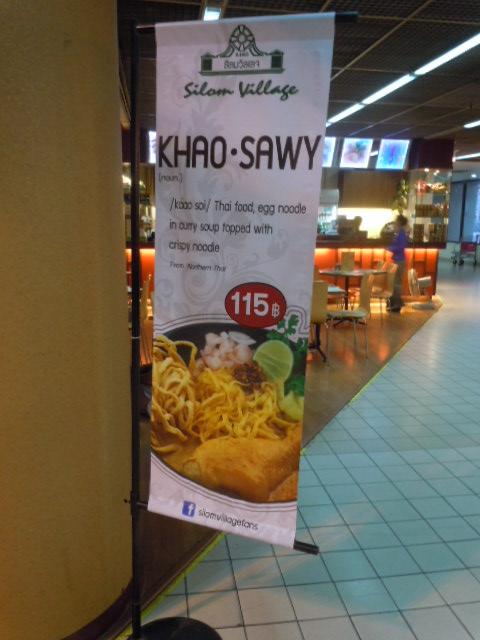 สีลมวิลเลจ
Silom Village
KHAO·SAWY
[noun.]
/kaao soi/ Thai food, egg noodle
in curry soup topped with
crispy noodle
From: Northern Thai
115฿
f silomvillagefans